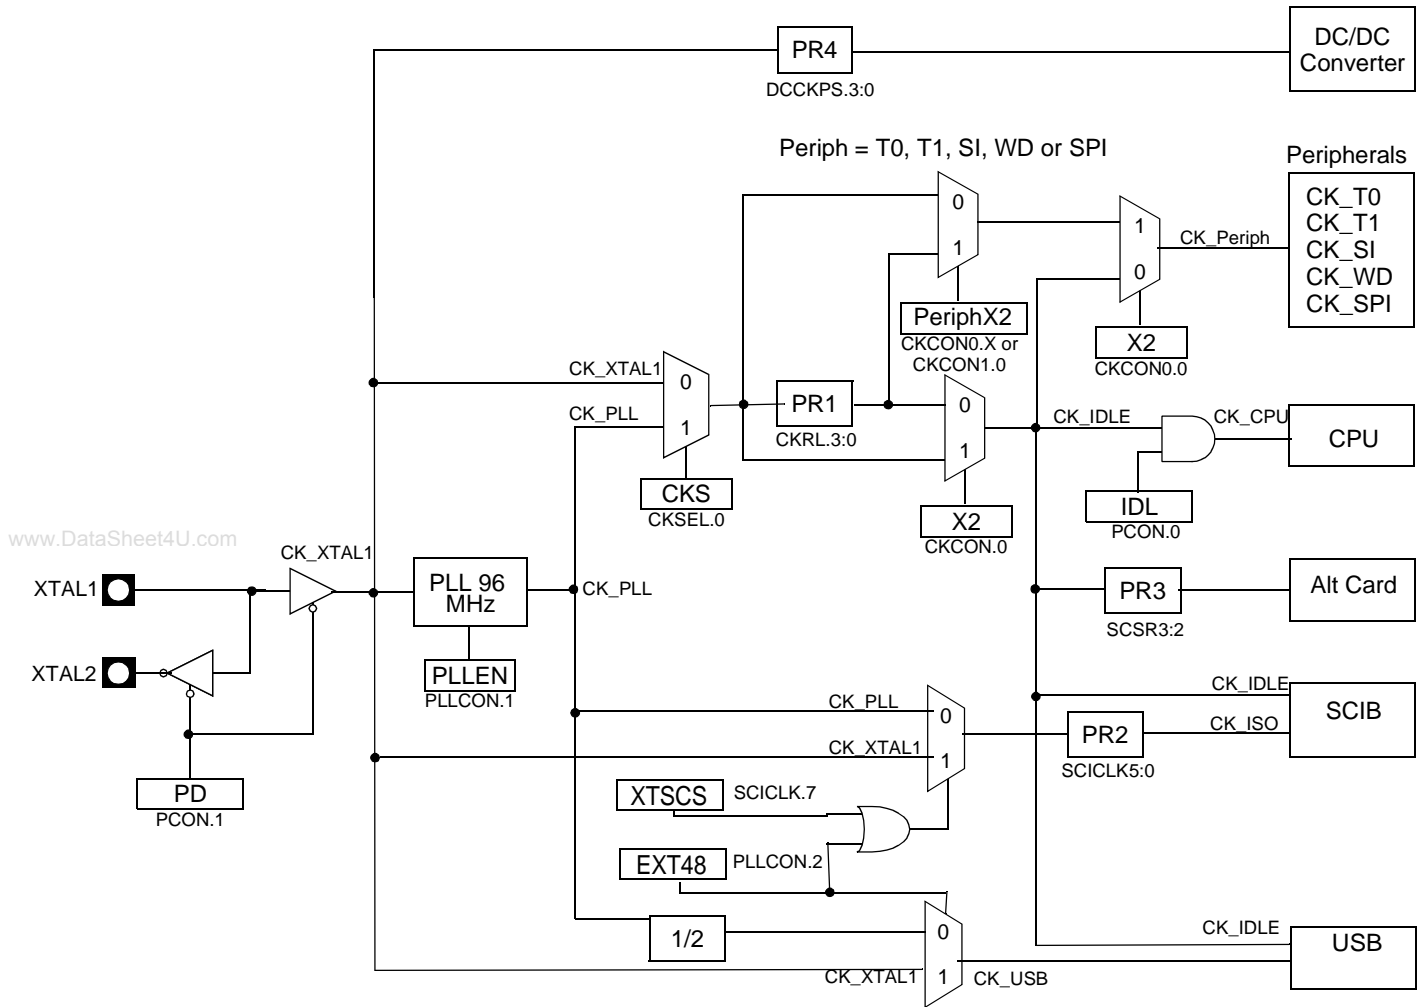 PR4
DCCKPS.3:0
DC/DC
Converter
Periph = T0, T1, SI, WD or SPI
Peripherals
CK_T0
CK_T1
CK_SI
CK_WD
CK_SPI
0
1
1
0
CK_Periph
PeriphX2
CKCON0.X or
CKCON1.0
X2
CKCON0.0
CK_XTAL1
0
CK_PLL
1
PR1
CKRL.3:0
0
1
CK_IDLE
CK_CPU
CPU
CKS
CKSEL.0
X2
CKCON.0
IDL
PCON.0
www.DataSheet4U.com
CK_XTAL1
XTAL1
PLL 96
MHz
CK_PLL
PR3
SCSR3:2
Alt Card
XTAL2
PLLEN
PLLCON.1
CK_PLL
0
CK_XTAL1
1
PR2
SCICLK5:0
CK_IDLE
CK_ISO
SCIB
PD
PCON.1
XTSCS
SCICLK.7
EXT48
PLLCON.2
1/2
0
CK_XTAL1
1
CK_USB
CK_IDLE
USB